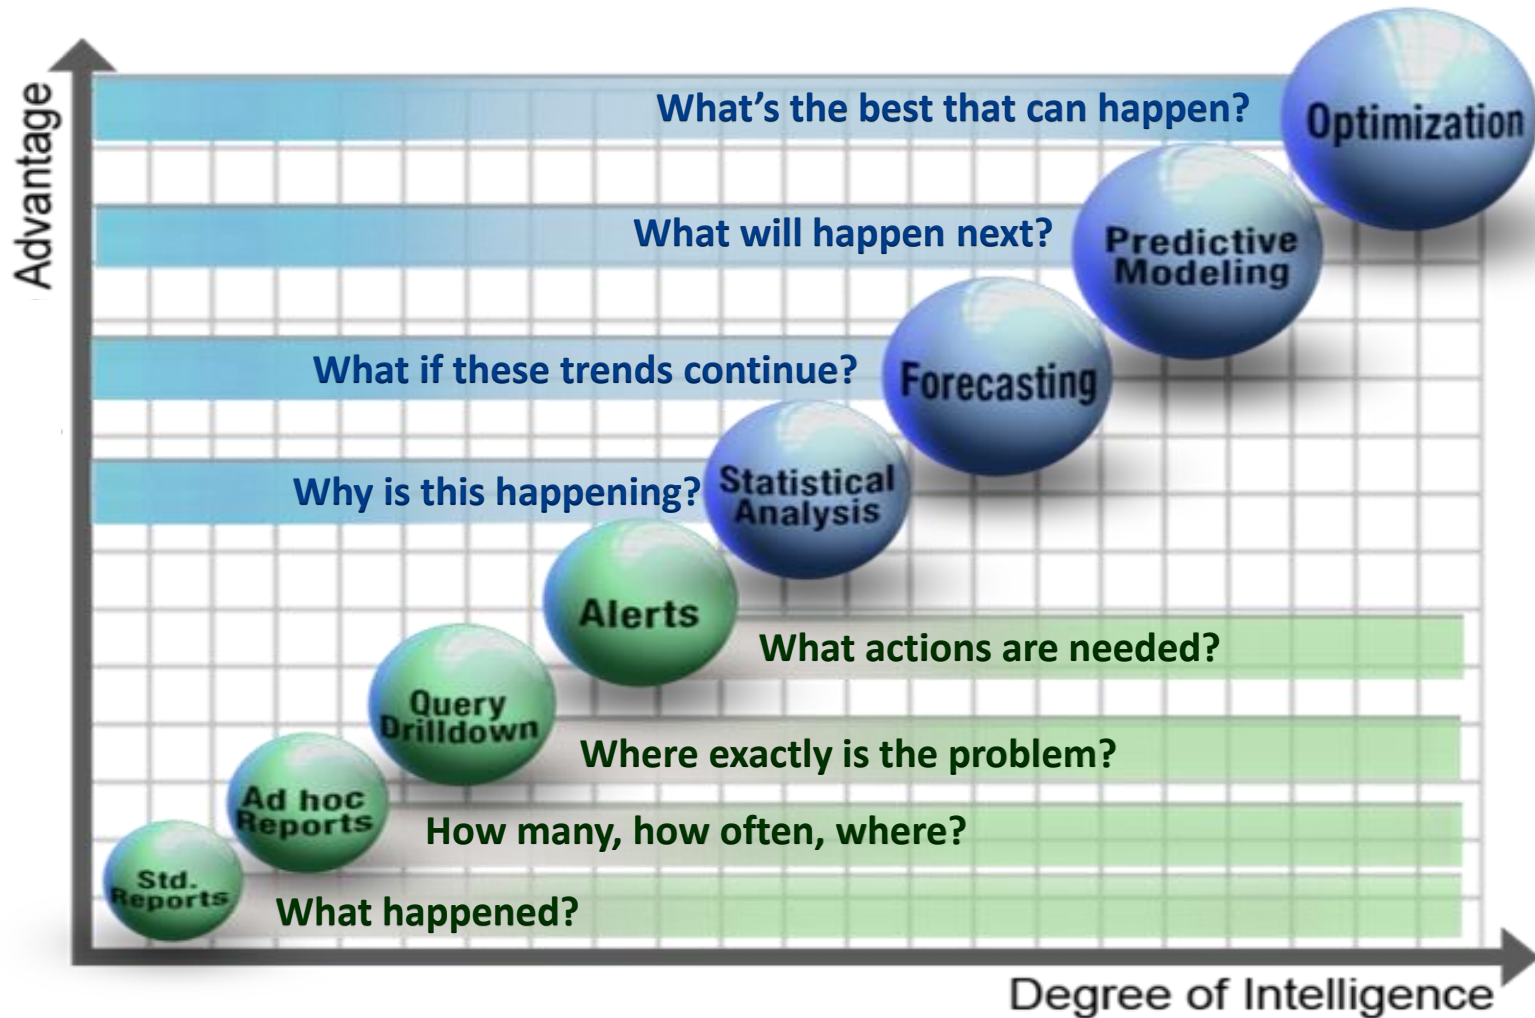 Advantage
What’s the best that can happen?
Optimization
What will happen next?
Predictive
Modeling
What if these trends continue?
Forecasting
Why is this happening?
Statistical
Analysis
Alerts
What actions are needed?
Query
Drilldown
Where exactly is the problem?
Ad hoc
Reports
How many, how often, where?
Std.
Reports
What happened?
Degree of Intelligence